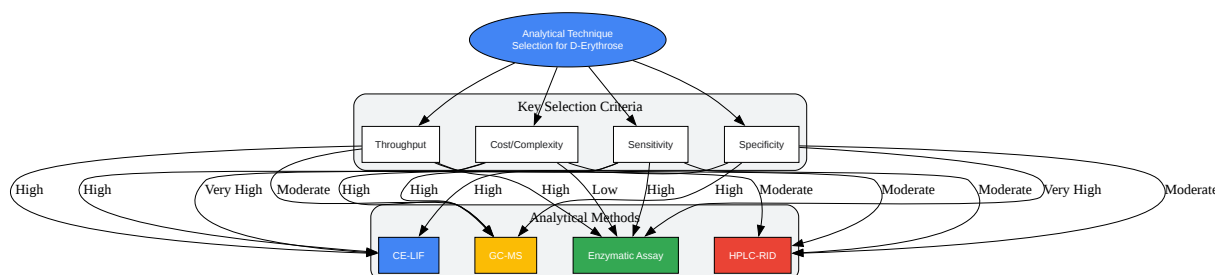 Analytical Technique
Selection for D-Erythrose
Key Selection Criteria
Throughput
Cost/Complexity
Sensitivity
Specificity
High
High
Very High
Moderate
High
High
High
High
Low
High
High
Moderate
Moderate
Moderate
Very High
Moderate
Analytical Methods
CE-LIF
GC-MS
Enzymatic Assay
HPLC-RID